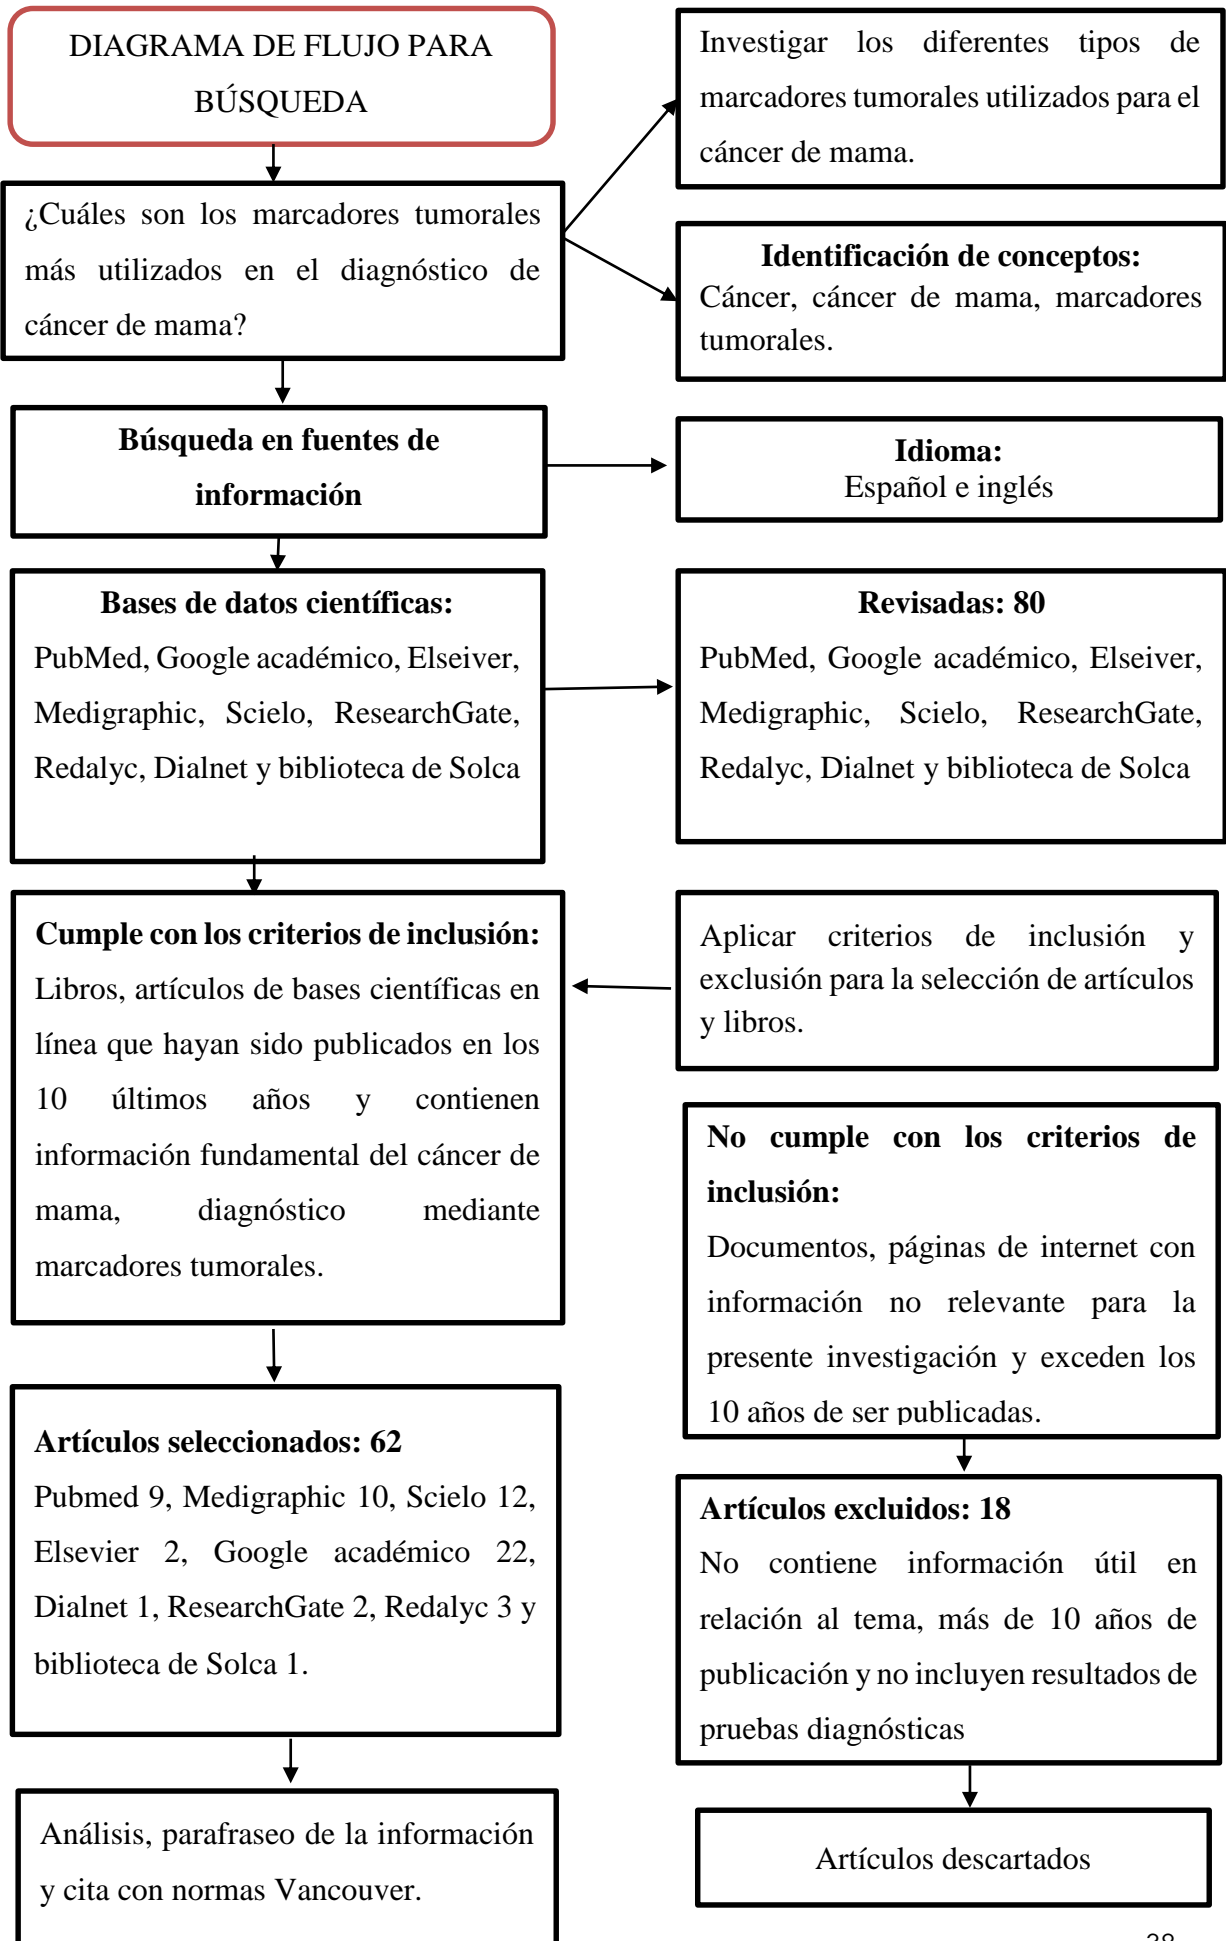 DIAGRAMA DE FLUJO PARA
BÚSQUEDA
Investigar los diferentes tipos de
marcadores tumorales utilizados para el
cáncer de mama.
¿Cuáles son los marcadores tumorales
más utilizados en el diagnóstico de
cáncer de mama?
Identificación de conceptos:
Cáncer, cáncer de mama, marcadores
tumorales.
Búsqueda en fuentes de
información
Idioma:
Español e inglés
Bases de datos científicas:
PubMed, Google académico, Elseiver,
Medigraphic, Scielo, ResearchGate,
Redalyc, Dialnet y biblioteca de Solca
Revisadas: 80
PubMed, Google académico, Elseiver,
Medigraphic, Scielo, ResearchGate,
Redalyc, Dialnet y biblioteca de Solca
Cumple con los criterios de inclusión:
Libros, artículos de bases científicas en
línea que hayan sido publicados en los
10 últimos años y contienen
información fundamental del cáncer de
mama, diagnóstico mediante
marcadores tumorales.
Aplicar criterios de inclusión y
exclusión para la selección de artículos
y libros.
No cumple con los criterios de
inclusión:
Documentos, páginas de internet con
información no relevante para la
presente investigación y exceden los
10 años de ser publicadas.
Artículos seleccionados: 62
Pubmed 9, Medigraphic 10, Scielo 12,
Elsevier 2, Google académico 22,
Dialnet 1, ResearchGate 2, Redalyc 3 y
biblioteca de Solca 1.
Artículos excluidos: 18
No contiene información útil en
relación al tema, más de 10 años de
publicación y no incluyen resultados de
pruebas diagnósticas
Análisis, parafraseo de la información
y cita con normas Vancouver.
Artículos descartados